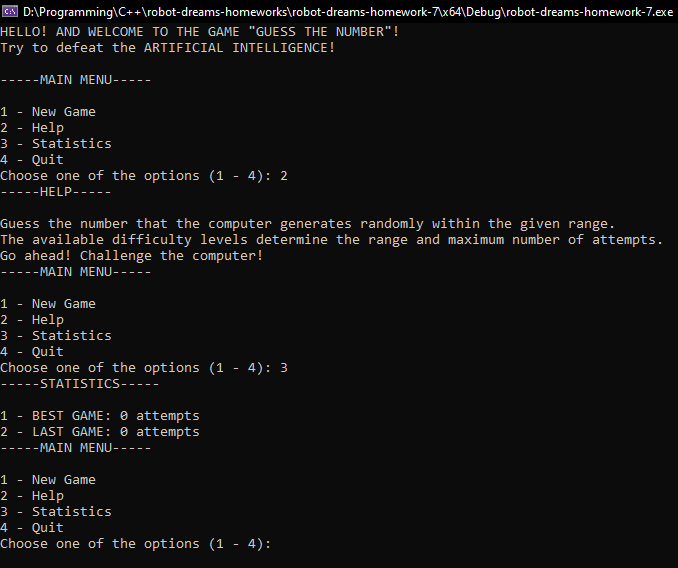 D:\Programming\C++\robot-dreams-homeworks\robot-dreams-homework-7\x64\Debug\robot-dreams-homework-7.exe
HELLO! AND WELCOME TO THE GAME "GUESS THE NUMBER"!
Try to defeat the ARTIFICIAL INTELLIGENCE!
-----MAIN MENU-----
1 - New Game
2 - Help
3 - Statistics
4 - Quit
Choose one of the options (1 - 4): 2
-----HELP-----
Guess the number that the computer generates randomly within the given range.
The available difficulty levels determine the range and maximum number of attempts.
Go ahead! Challenge the computer!
-----MAIN MENU-----
1 - New Game
2 - Help
3 - Statistics
4 - Quit
Choose one of the options (1 - 4): 3
-----STATISTICS-----
1 - BEST GAME: 0 attempts
2 - LAST GAME: 0 attempts
-----MAIN MENU-----
1 - New Game
2 - Help
3 - Statistics
4 - Quit
Choose one of the options (1 - 4):